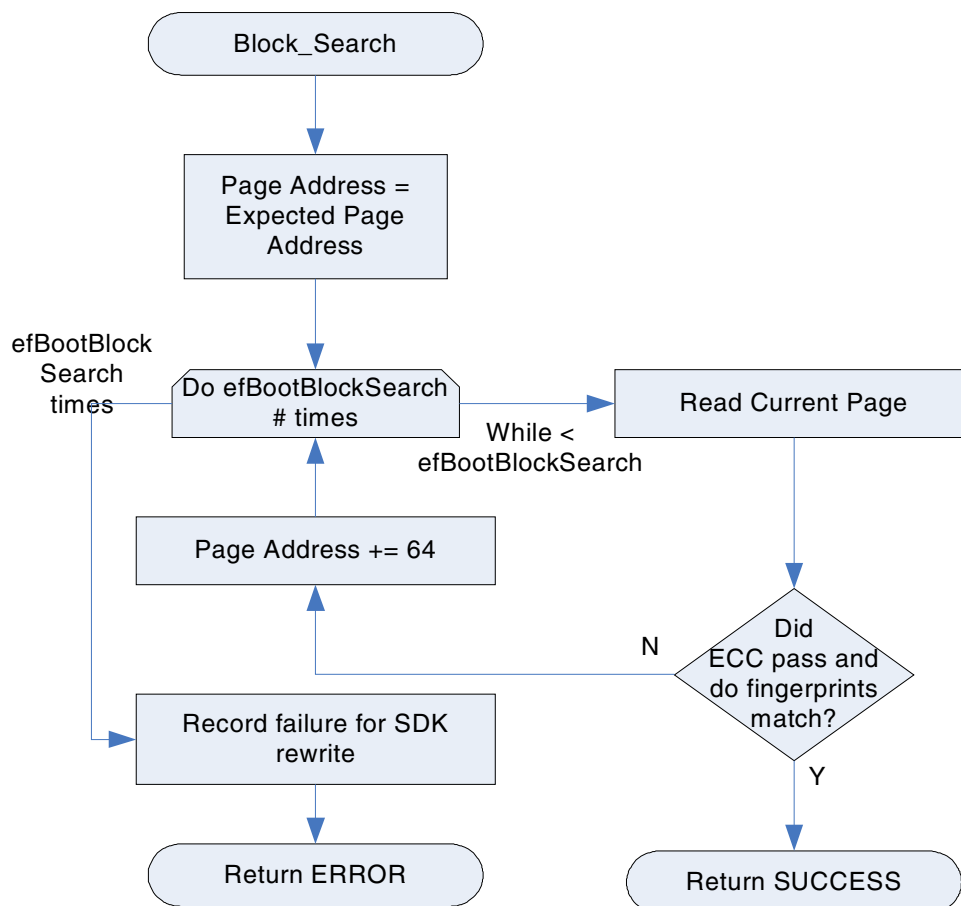 Block_Search
Page Address =
Expected Page
Address
efBootBlock
Search
times
Do efBootBlockSearch
# times
While <
efBootBlockSearch
Read Current Page
Page Address += 64
Did
ECC pass and
do fingerprints
match?
N
Y
Record failure for SDK
rewrite
Return ERROR
Return SUCCESS